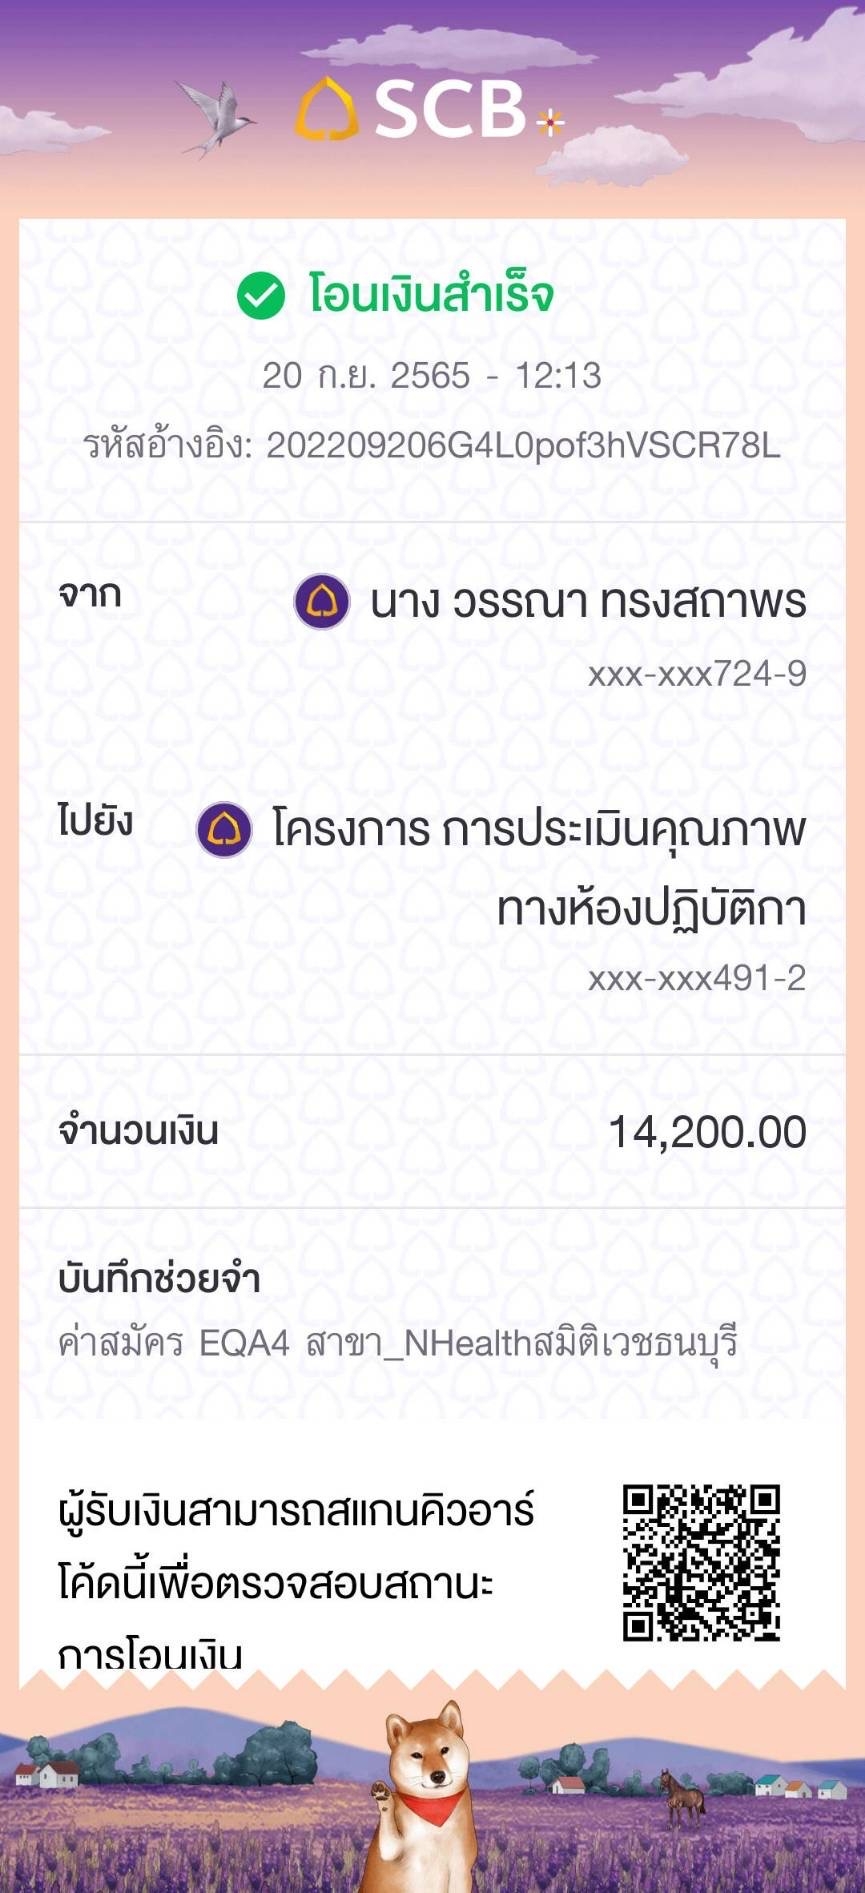 SCB
โอนเงินสำเร็จ
20 ก.ย. 2565 - 12:13
รหัสอ้างอิง: 202209206G4L0pof3hVSCR78L
จาก
นาง วรรณา ทรงสถาพร
xxx-xxx724-9
ไปยัง
โครงการ การประเมินคุณภาพ
ทางห้องปฏิบัติกา
xxx-xxx491-2
จำนวนเงิน
14,200.00
บันทึกช่วยจำ
ค่าสมัคร EQA4 สาขา_NHealthสมิติเวชธนบุรี
ผู้รับเงินสามารถสแกนคิวอาร์
โค้ดนี้เพื่อตรวจสอบสถานะ
การโอนเงิน